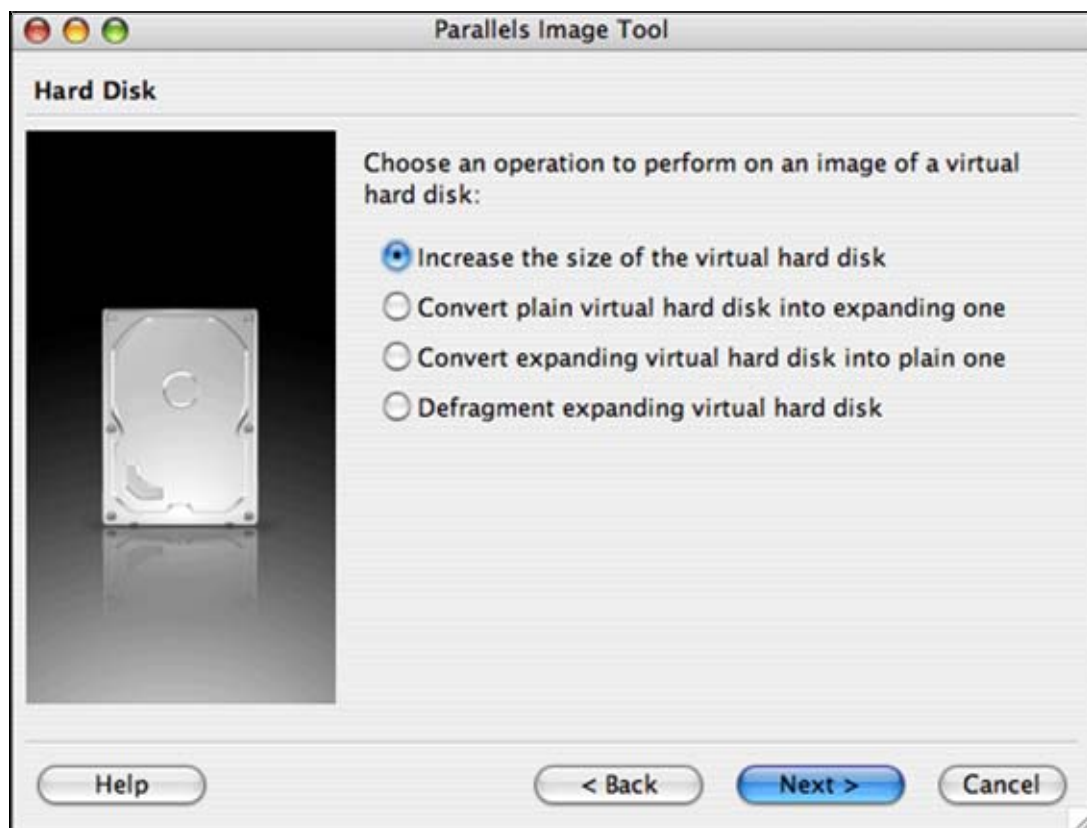 Parallels Image Tool
Hard Disk
Choose an operation to perform on an image of a virtual
hard disk:
Increase the size of the virtual hard disk
Convert plain virtual hard disk into expanding one
Convert expanding virtual hard disk into plain one
Defragment expanding virtual hard disk
Help
< Back
Next >
Cancel